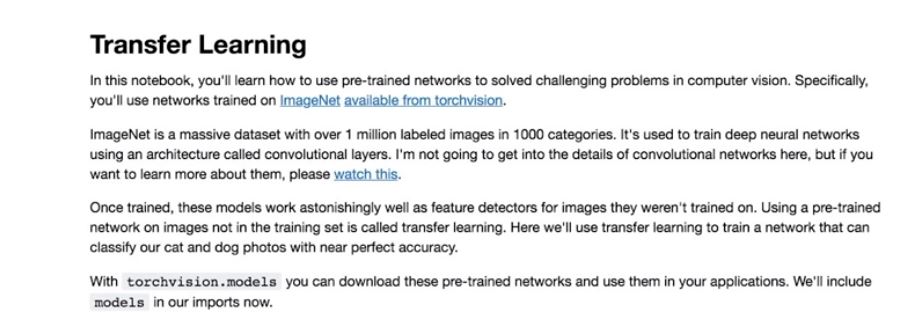 Transfer Learning
In this notebook, you'll learn how to use pre-trained networks to solved challenging problems in computer vision. Specifically,
you'll use networks trained on ImageNet available from torchvision.
ImageNet is a massive dataset with over 1 million labeled images in 1000 categories. It's used to train deep neural networks
using an architecture called convolutional layers. I'm not going to get into the details of convolutional networks here, but if you
want to learn more about them, please watch this.
Once trained, these models work astonishingly well as feature detectors for images they weren't trained on. Using a pre-trained
network on images not in the training set is called transfer learning. Here we'll use transfer learning to train a network that can
classify our cat and dog photos with near perfect accuracy.
With torchvision.models you can download these pre-trained networks and use them in your applications. We'll include
models in our imports now.